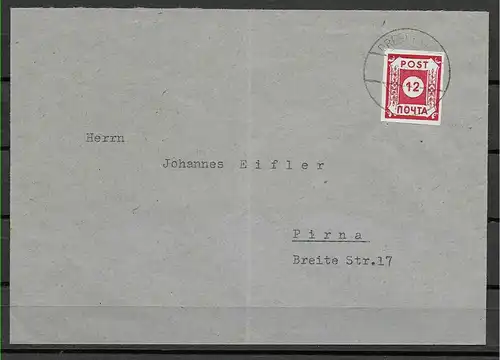 POST
12
ПОЧТА
Herrn
Johannes Eifler
Pirna
Breite Str.17